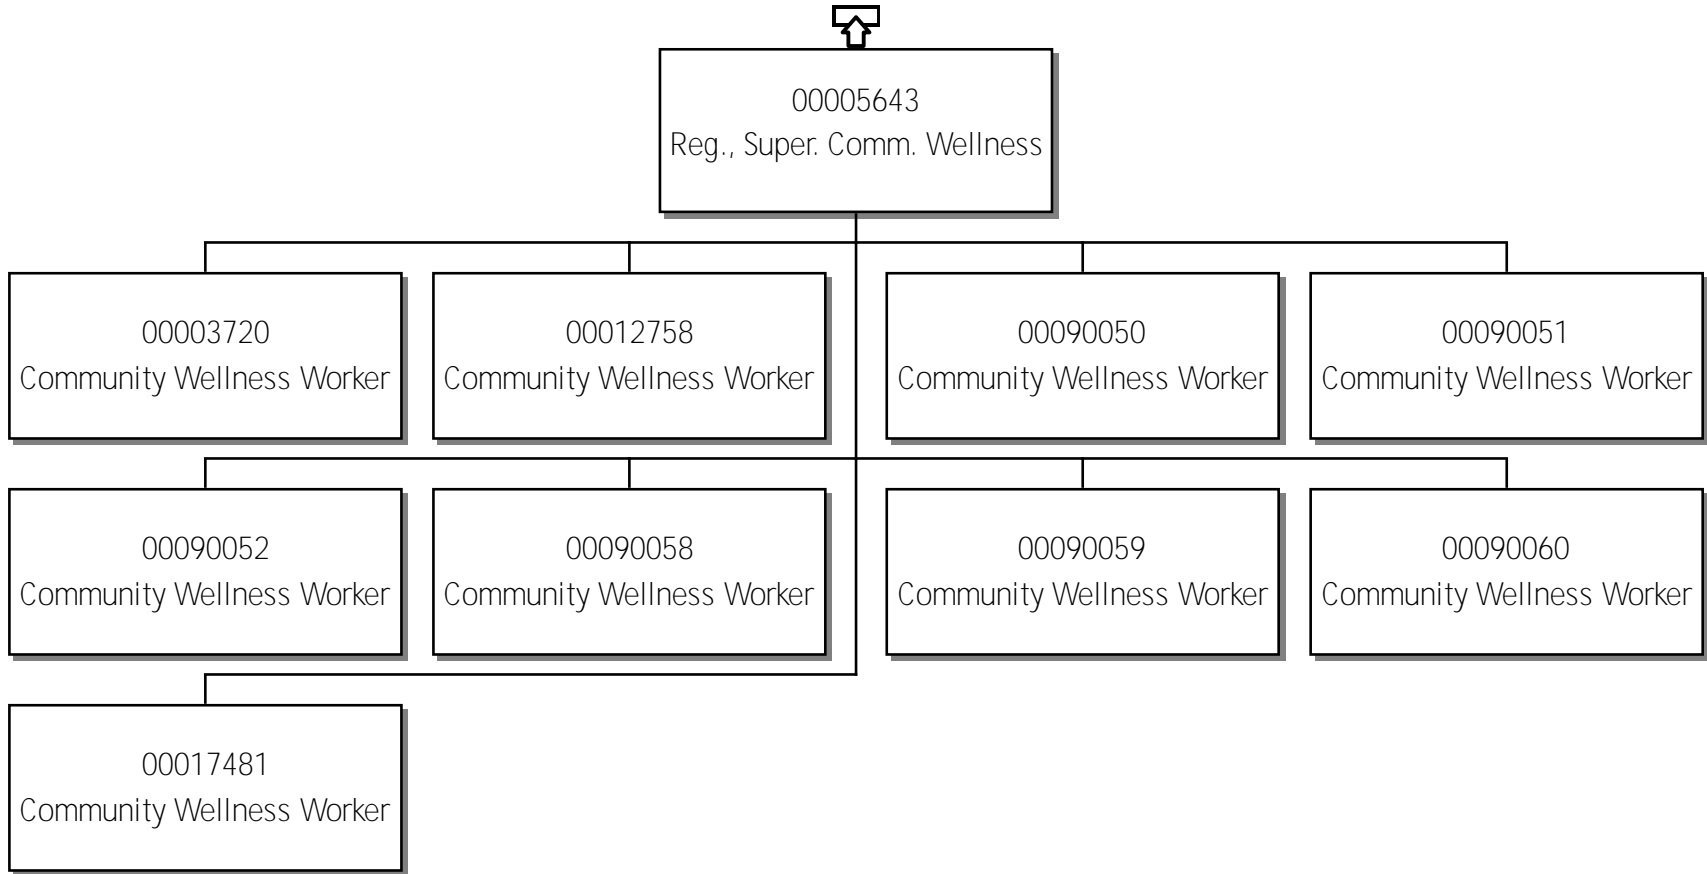 00005643
Reg., Super. Comm. Wellness
00003720
Community Wellness Worker
00012758
Community Wellness Worker
00090050
Community Wellness Worker
00090051
Community Wellness Worker
00090052
Community Wellness Worker
00090058
Community Wellness Worker
00090059
Community Wellness Worker
00090060
Community Wellness Worker
00017481
Community Wellness Worker